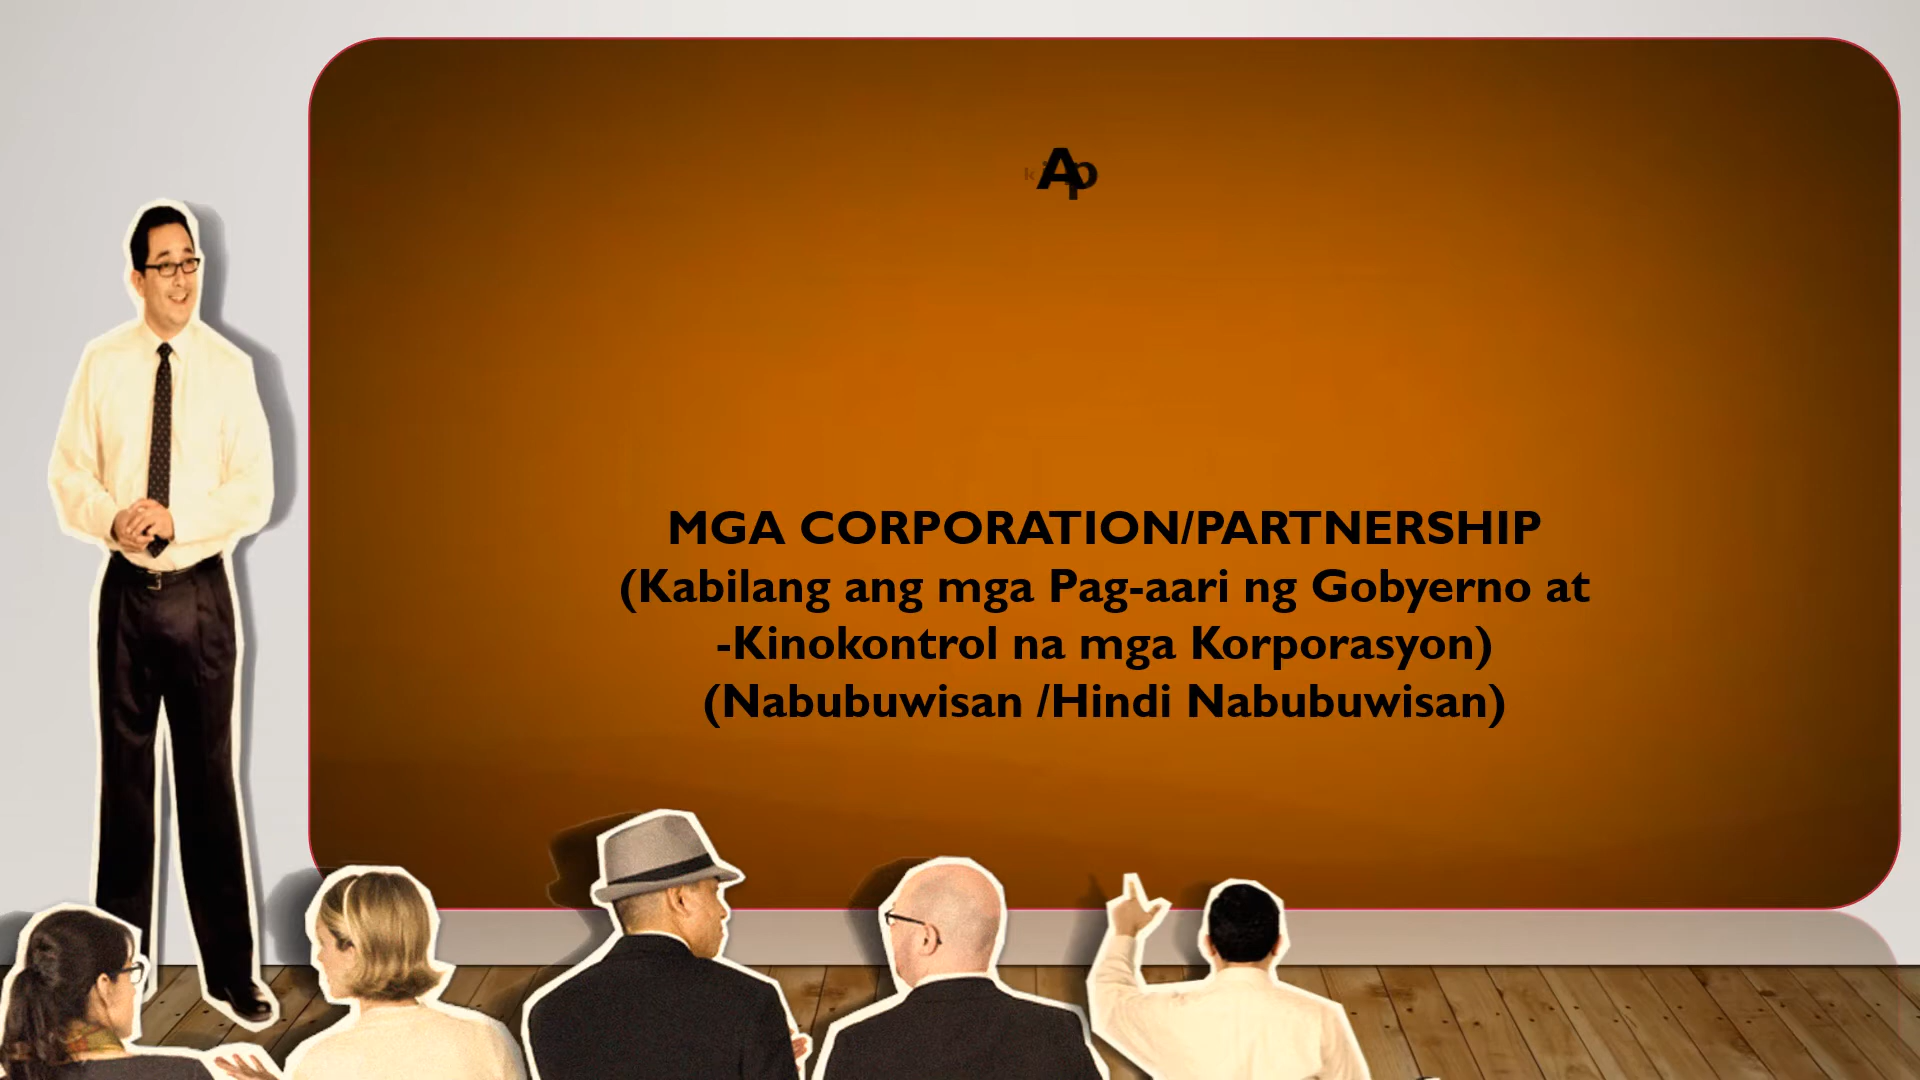 MGA CORPORATION/PARTNERSHIP
(Kabilang ang mga Pag-aari ng Gobyerno at
-Kinokontrol na mga Korporasyon)
(Nabubuwisan /Hindi Nabubuwisan)